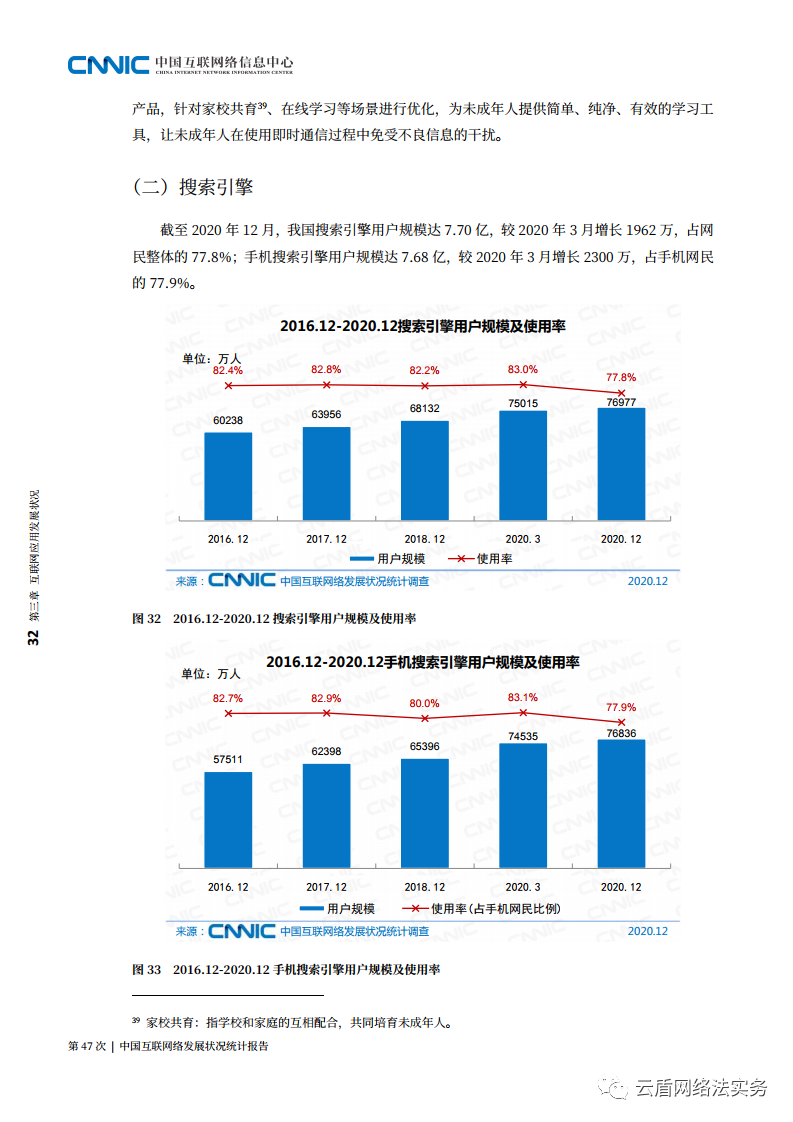 CNNIC 中国互联网络信息中心
CHINA INTERNET NETWORK INFORMATION CENTER
产品，针对家校共育39、在线学习等场景进行优化，为未成年人提供简单、纯净、有效的学习工
具，让未成年人在使用即时通信过程中免受不良信息的干扰。
（二）搜索引擎
截至 2020 年 12 月，我国搜索引擎用户规模达 7.70 亿，较 2020 年 3 月增长 1962 万，占网
民整体的 77.8%；手机搜索引擎用户规模达 7.68 亿，较 2020 年 3 月增长 2300 万，占手机网民
的 77.9%。
2016.12-2020.12搜索引擎用户规模及使用率
单位：万人
82.4% 82.8% 82.2% 83.0% 77.8%
60238 63956 68132 75015 76977
2016.12 2017.12 2018.12 2020.3 2020.12
用户规模 使用率
来源：CNNIC 中国互联网络发展状况统计调查 2020.12
图 32 2016.12-2020.12 搜索引擎用户规模及使用率
2016.12-2020.12手机搜索引擎用户规模及使用率
单位：万人
82.7% 82.9% 80.0% 83.1% 77.9%
57511 62398 65396 74535 76836
2016.12 2017.12 2018.12 2020.3 2020.12
用户规模 使用率(占手机网民比例)
来源：CNNIC 中国互联网络发展状况统计调查 2020.12
图 33 2016.12-2020.12 手机搜索引擎用户规模及使用率
39 家校共育：指学校和家庭的互相配合，共同培育未成年人。
第 47 次 | 中国互联网络发展状况统计报告
32 第三章 互联网应用发展状况
云盾网络法实务